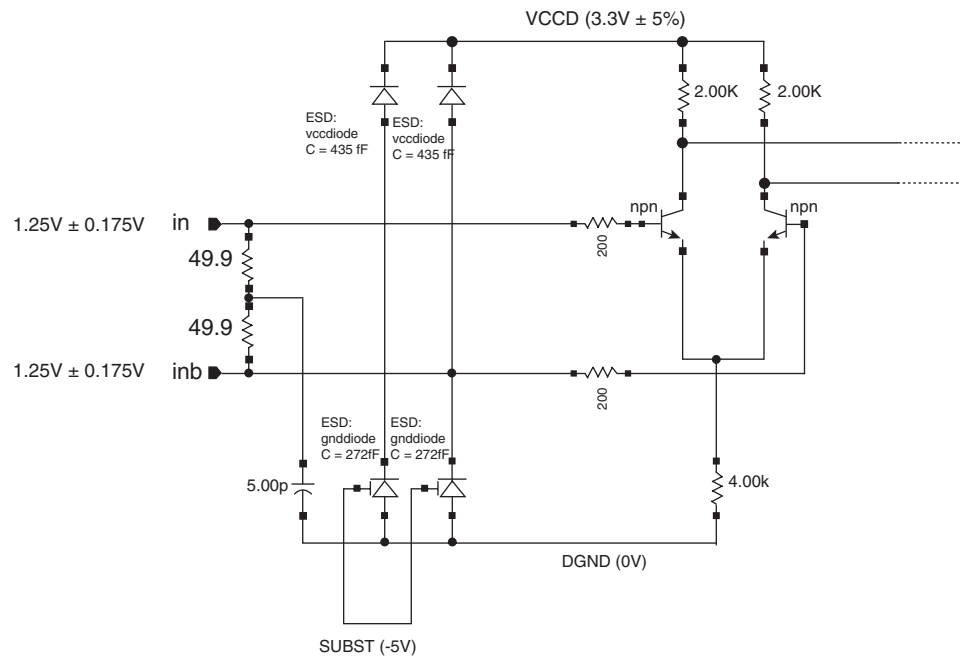 VCCD (3.3V ± 5%)
2.00K
2.00K
ESD:
vccdiode
C = 435 fF
ESD:
vccdiode
C = 435 fF
npn
npn
1.25V ± 0.175V
in
200
49.9
49.9
1.25V ± 0.175V
inb
200
ESD:
gnddiode
C = 272fF
ESD:
gnddiode
C = 272fF
5.00p
4.00k
DGND (0V)
SUBST (-5V)